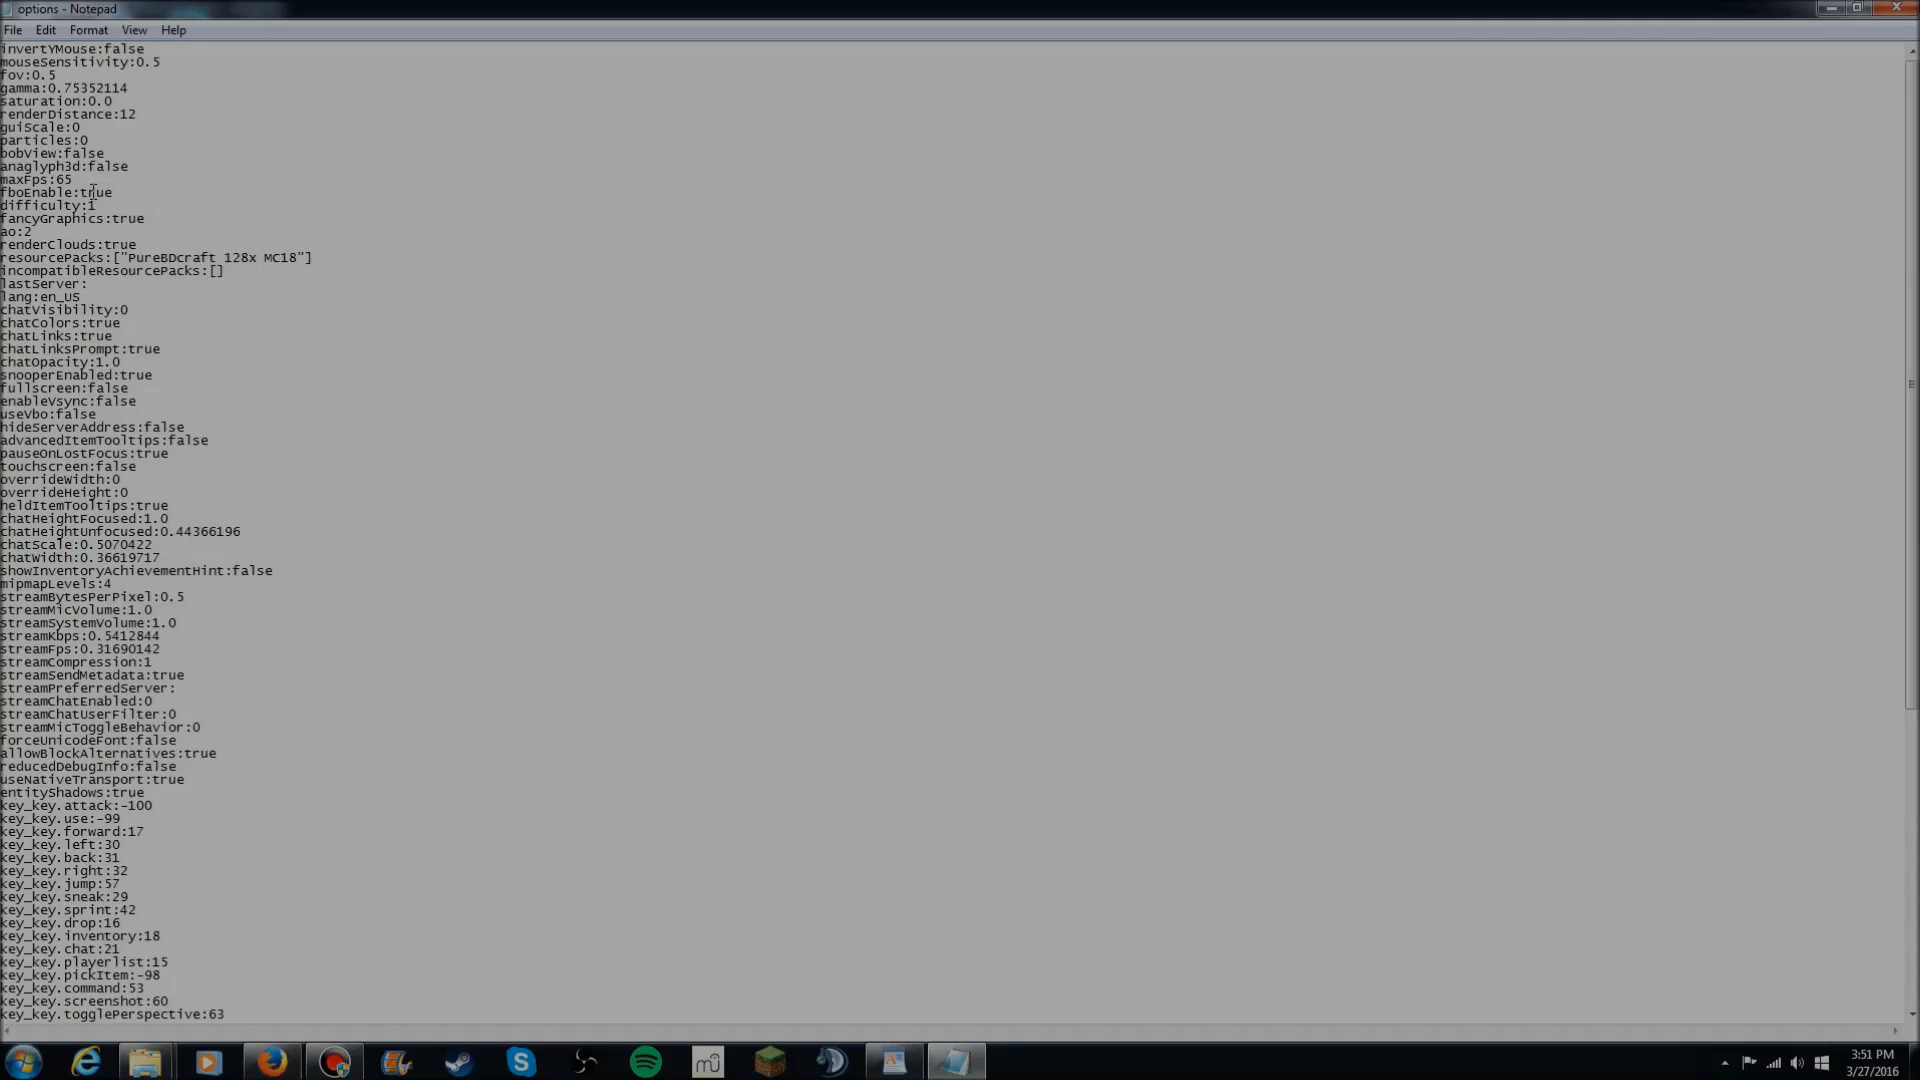 options - Notepad
File Edit Format View Help
invertYMouse:false
mouseSensitivity:0.5
fov:0.5
gamma:0.75352114
saturation:0.0
renderDistance:12
guiScale:0
particles:0
bobView:false
anaglyph3d:false
maxFps:65
fboEnable:true
difficulty:1
fancyGraphics:true
ao:2
renderClouds:true
resourcePacks:["PureBDcraft 128x MC18"]
incompatibleResourcePacks:[]
lastServer:
lang:en_US
chatVisibility:0
chatColors:true
chatLinks:true
chatLinksPrompt:true
chatOpacity:1.0
snooperEnabled:true
fullscreen:false
enableVsync:false
useVbo:false
hideServerAddress:false
advancedItemTooltips:false
pauseOnLostFocus:true
touchscreen:false
overrideWidth:0
overrideHeight:0
heldItemTooltips:true
chatHeightFocused:1.0
chatHeightUnfocused:0.44366196
chatScale:0.5070422
chatWidth:0.36619717
showInventoryAchievementHint:false
mipmapLevels:4
streamBytesPerPixel:0.5
streamMicVolume:1.0
streamSystemVolume:1.0
streamKbps:0.5412844
streamFps:0.31690142
streamCompression:1
streamSendMetadata:true
streamPreferredServer:
streamChatEnabled:0
streamChatUserFilter:0
streamMicToggleBehavior:0
forceUnicodeFont:false
allowBlockAlternatives:true
reducedDebugInfo:false
useNativeTransport:true
entityShadows:true
key_key.attack:-100
key_key.use:-99
key_key.forward:17
key_key.left:30
key_key.back:31
key_key.right:32
key_key.jump:57
key_key.sneak:29
key_key.sprint:42
key_key.drop:16
key_key.inventory:18
key_key.chat:21
key_key.playerlist:15
key_key.pickItem:-98
key_key.command:53
key_key.screenshot:60
key_key.togglePerspective:63
3:51 PM
3/27/2016